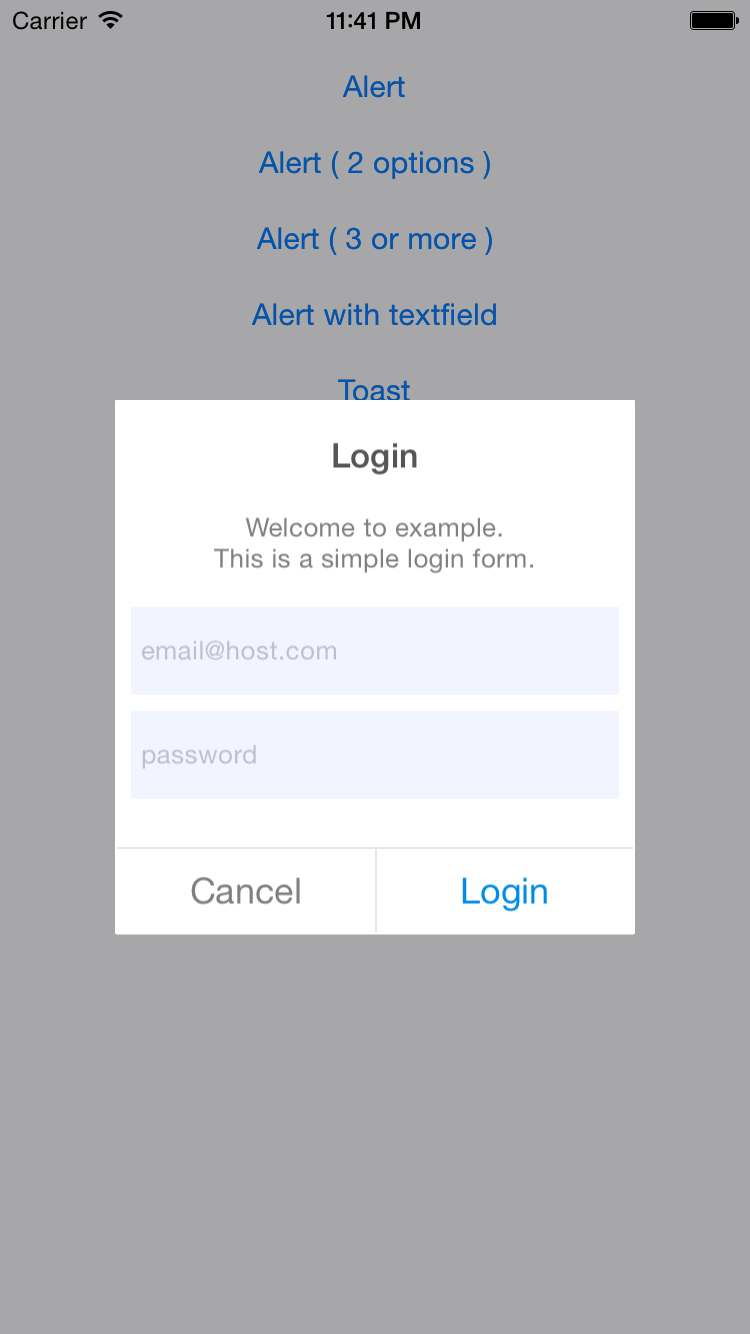 Carrier 11:41 PM
Alert
Alert ( 2 options )
Alert ( 3 or more )
Alert with textfield
Toast
Login
Welcome to example.
This is a simple login form.
email@host.com
password
Cancel Login